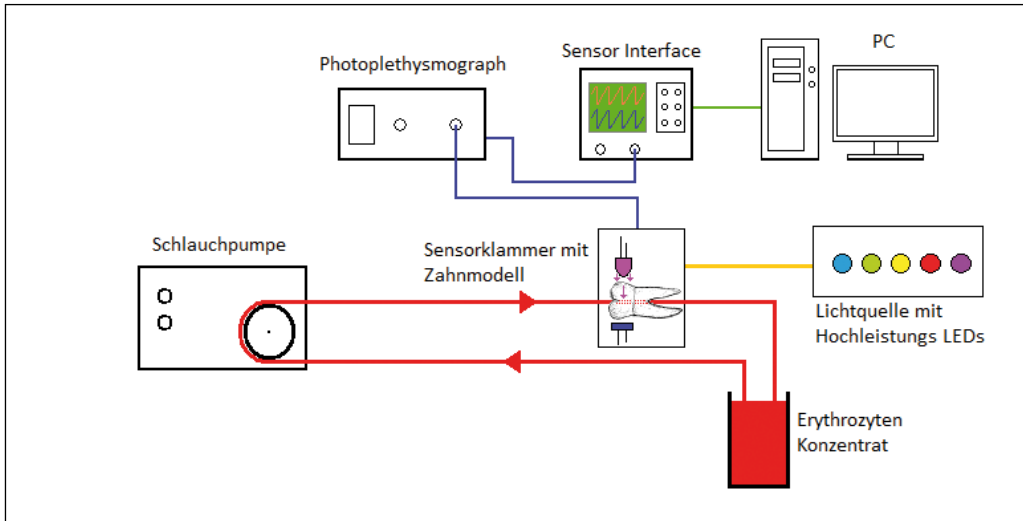 Photoplethysmograph
Sensor Interface
PC
Schlauchpumpe
Sensorklammer mit
Zahnmodell
Lichtquelle mit
Hochleistungs LEDs
Erythrozyten
Konzentrat